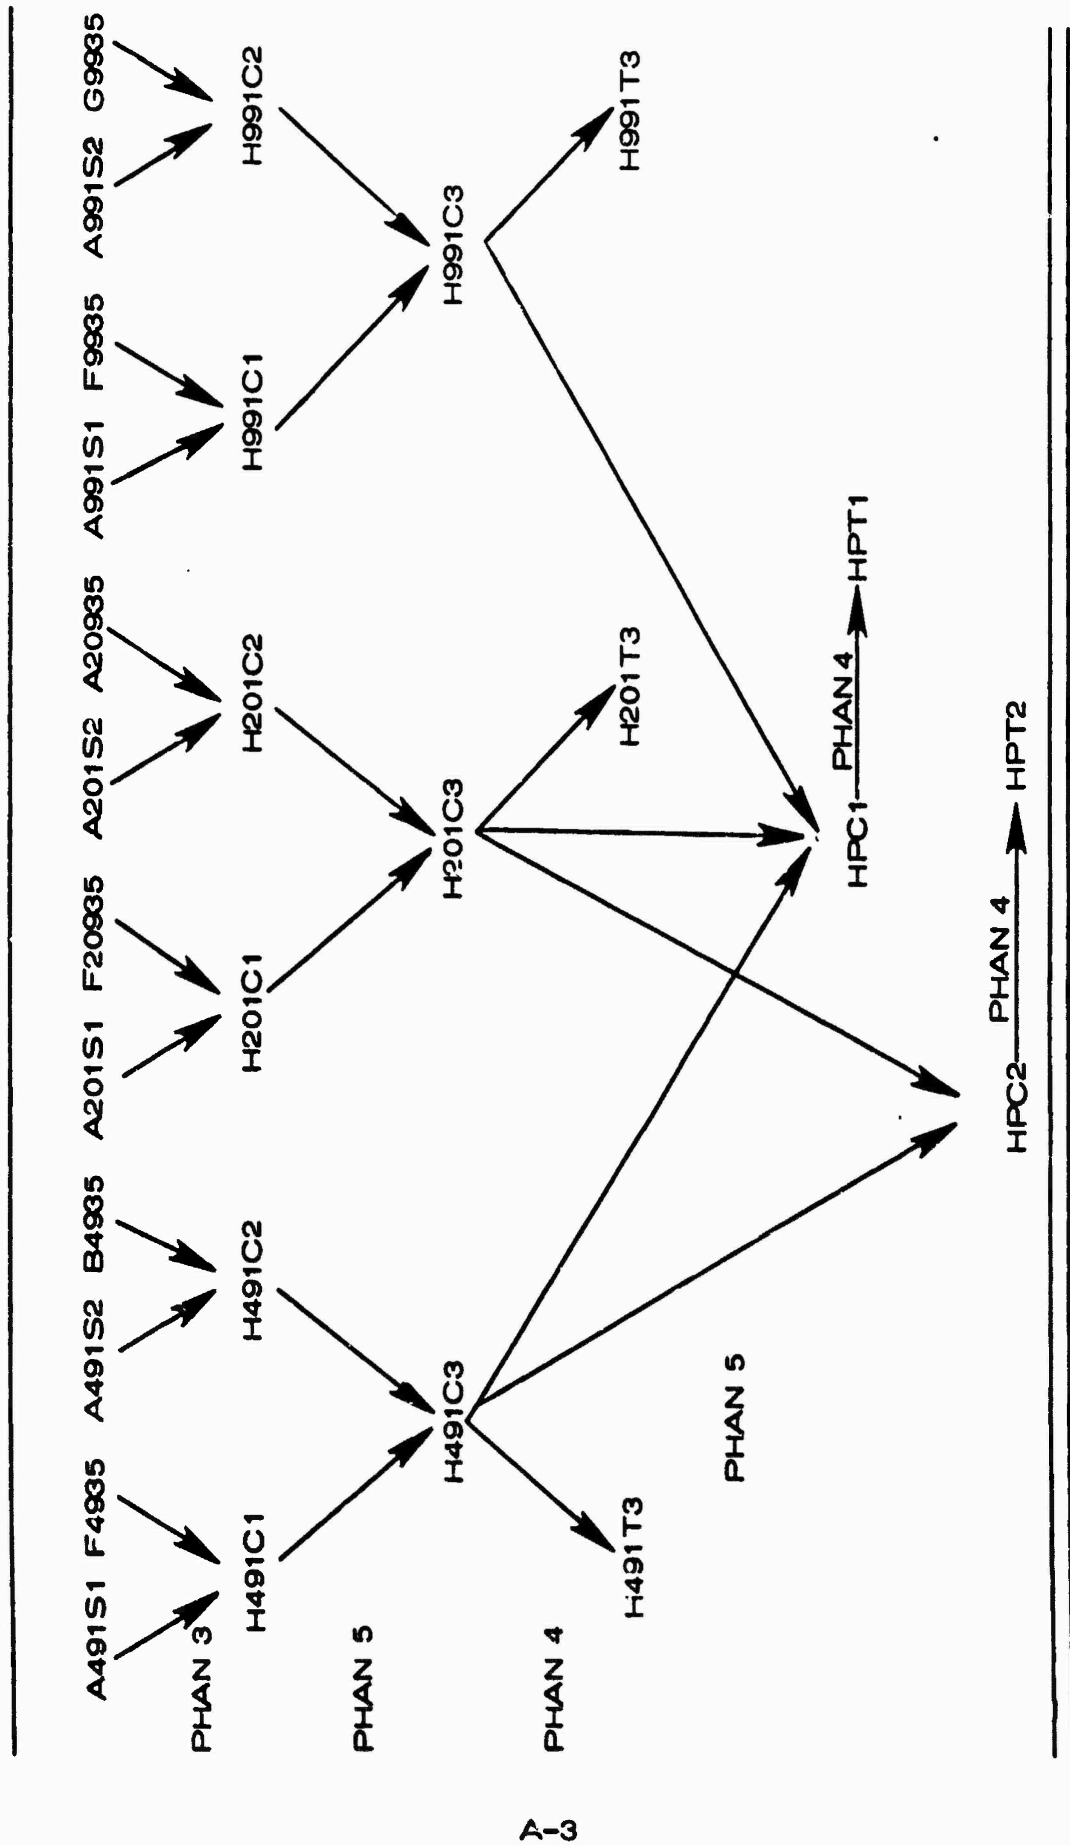 A491S1 F4935 A491S2 B4935 A201S1 F20935 A201S2 A20935 A991S1 F9935 A991S2 G9935
PHAN 3
H491C1 H491C2 H201C1 H201C2 H991C1 H991C2
PHAN 5
H491C3 H201C3 H991C3
PHAN 4
H491T3 H201T3 H991T3
PHAN 5
HPC1 PHAN 4 HPT1
HPC2 PHAN 4 HPT2
A-3